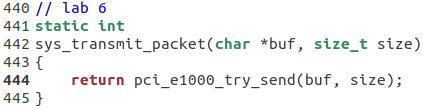 440 // lab 6
441 static int
442 sys_transmit_packet(char *buf, size_t size)
443 {
444     return pci_e1000_try_send(buf, size);
445 }